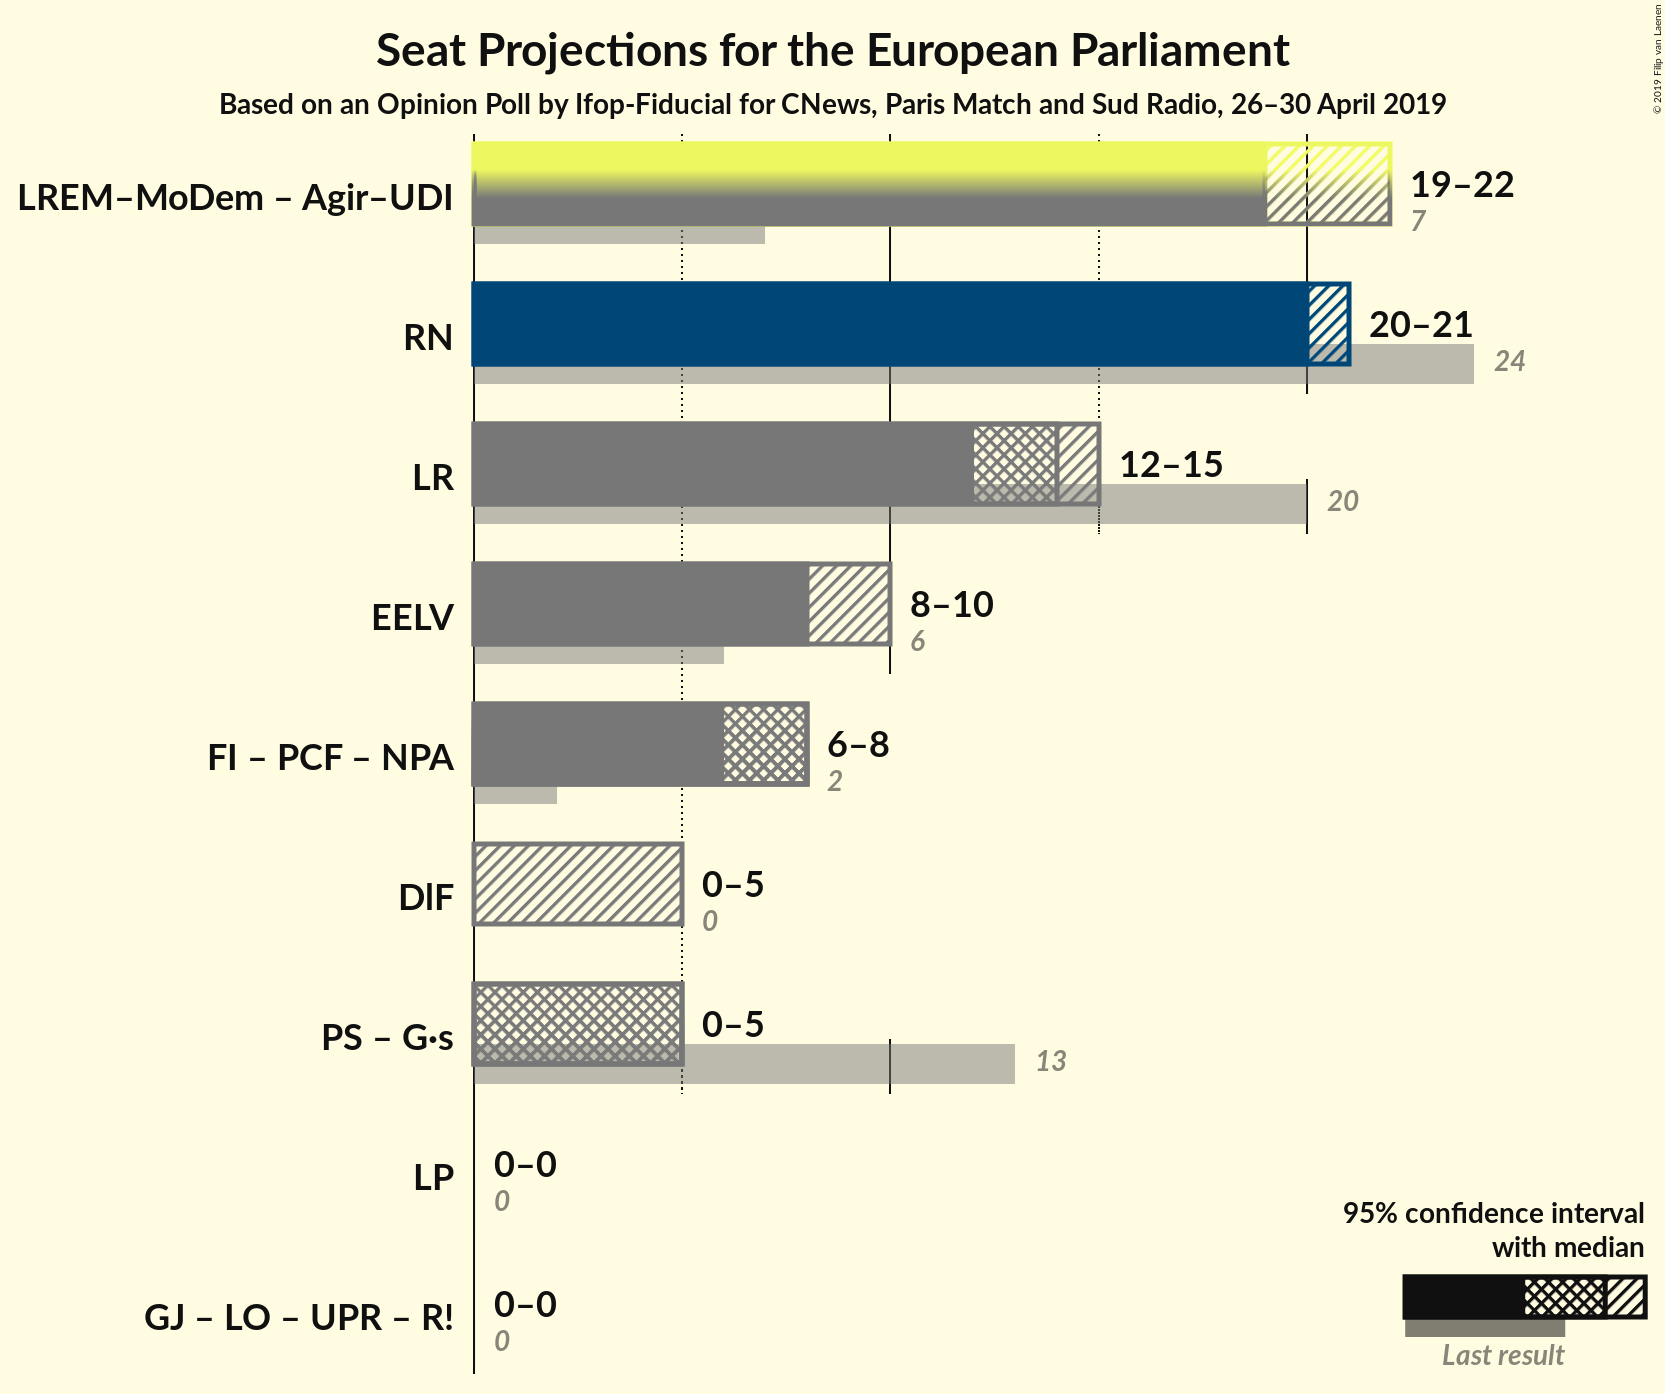 Seat Projections for the European Parliament
Based on an Opinion Poll by Ifop-Fiducial for CNews, Paris Match and Sud Radio, 26–30 April 2019
© 2019 Filip van Laenen
LREM–MoDem – Agir–UDI
19–22
7
RN
20–21
24
LR
12–15
20
EELV
8–10
6
FI – PCF – NPA
6–8
2
DlF
0–5
0
PS – G·s
0–5
13
LP
0–0
0
GJ – LO – UPR – R!
0–0
0
95% confidence interval
with median
Last result